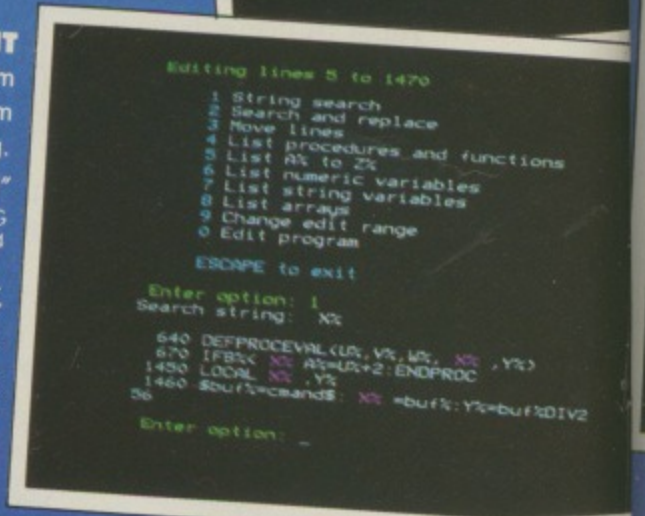 Editing lines 5 to 1470
1 String search
2 Search and replace
3 Move lines
4 List procedures and functions
5 List A% to Z%
6 List numeric variables
7 List string variables
8 List arrays
9 Change edit range
0 Edit program
ESCAPE to exit
Enter option: 1
Search string: X%
640 DEFPROCEVAL(U%,V%,W%, X% ,Y%)
670 IFB%< X% A%=U%+2:ENDPROC
1450 LOCAL X% ,Y%
1460 $buf%=cmand$: X% =buf%:Y%=buf%DIV2
56
Enter option: _